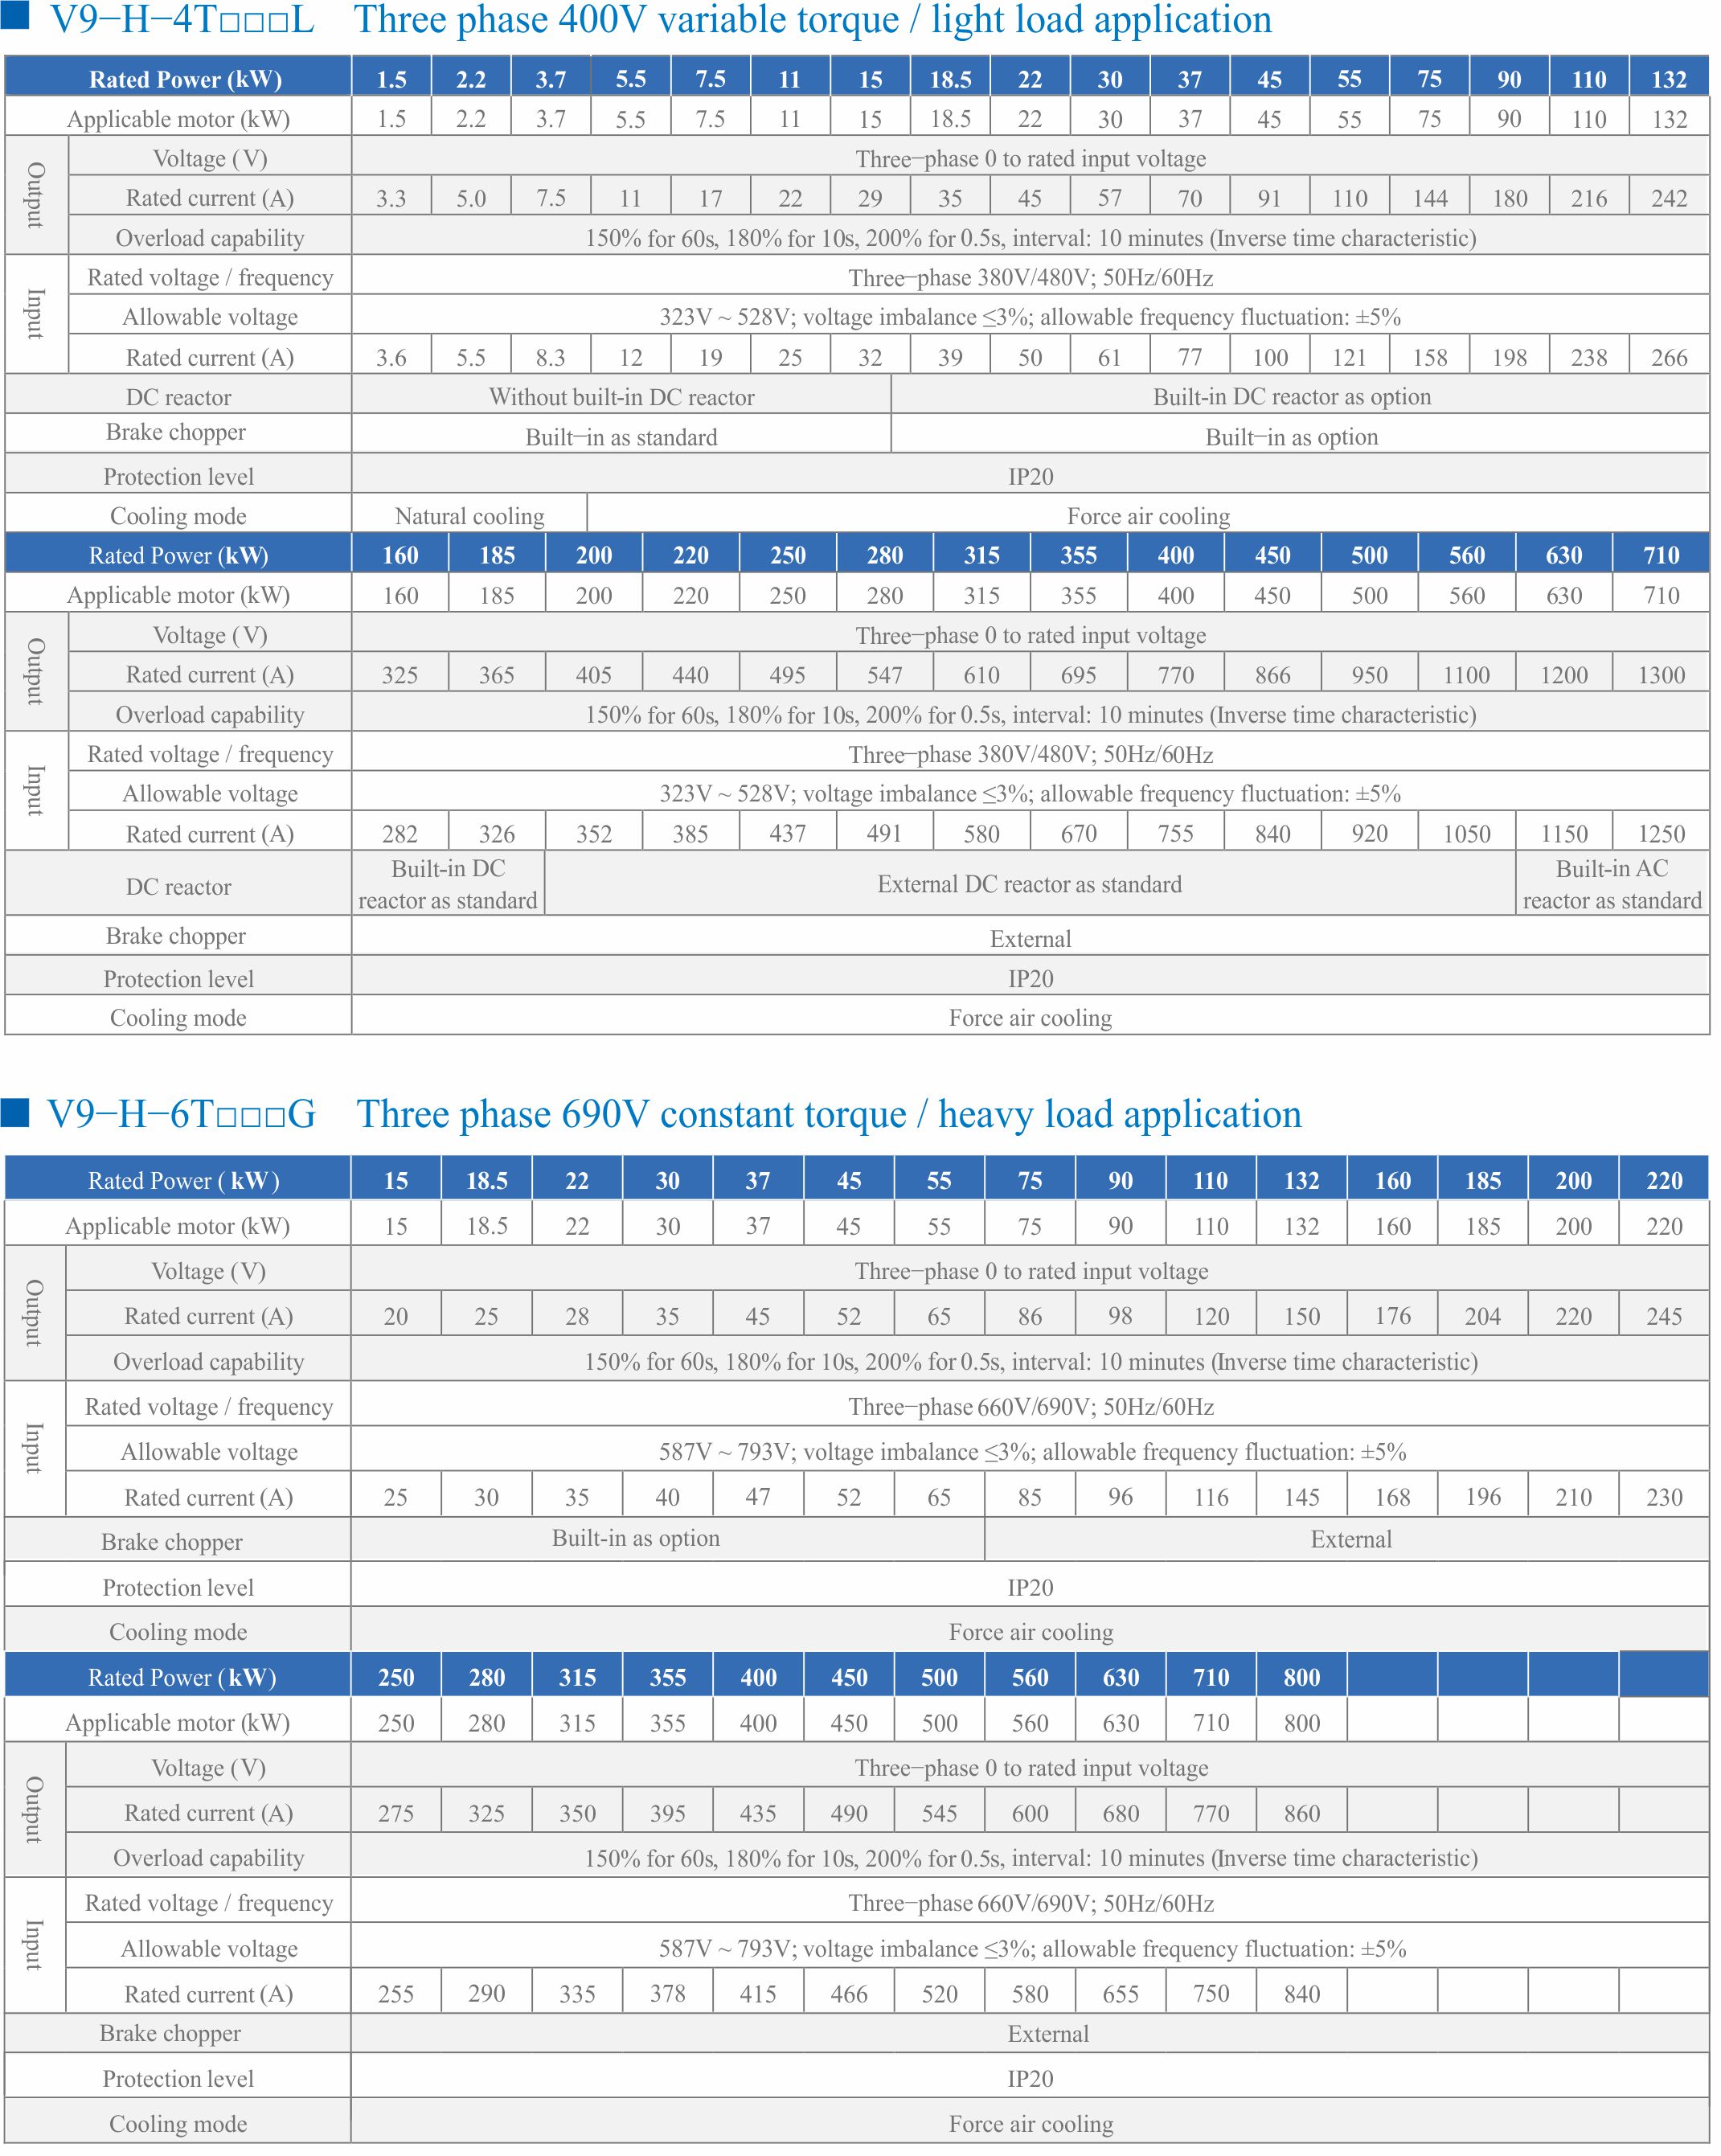 V9-H-4T□□□L Three phase 400V variable torque / light load application
Rated Power (kW) 1.5 2.2 3.7 5.5 7.5 11 15 18.5 22 30 37 45 55 75 90 110 132
Applicable motor (kW) 1.5 2.2 3.7 5.5 7.5 11 15 18.5 22 30 37 45 55 75 90 110 132
Output
Voltage (V) Three-phase 0 to rated input voltage
Rated current (A) 3.3 5.0 7.5 11 17 22 29 35 45 57 70 91 110 144 180 216 242
Overload capability 150% for 60s, 180% for 10s, 200% for 0.5s, interval: 10 minutes (Inverse time characteristic)
Input
Rated voltage / frequency Three-phase 380V/480V; 50Hz/60Hz
Allowable voltage 323V ~ 528V; voltage imbalance ≤3%; allowable frequency fluctuation: ±5%
Rated current (A) 3.6 5.5 8.3 12 19 25 32 39 50 61 77 100 121 158 198 238 266
DC reactor Without built-in DC reactor Built-in DC reactor as option
Brake chopper Built-in as standard Built-in as option
Protection level IP20
Cooling mode Natural cooling Force air cooling
Rated Power (kW) 160 185 200 220 250 280 315 355 400 450 500 560 630 710
Applicable motor (kW) 160 185 200 220 250 280 315 355 400 450 500 560 630 710
Output
Voltage (V) Three-phase 0 to rated input voltage
Rated current (A) 325 365 405 440 495 547 610 695 770 866 950 1100 1200 1300
Overload capability 150% for 60s, 180% for 10s, 200% for 0.5s, interval: 10 minutes (Inverse time characteristic)
Input
Rated voltage / frequency Three-phase 380V/480V; 50Hz/60Hz
Allowable voltage 323V ~ 528V; voltage imbalance ≤3%; allowable frequency fluctuation: ±5%
Rated current (A) 282 326 352 385 437 491 580 670 755 840 920 1050 1150 1250
DC reactor
Built-in DC
reactor as standard
External DC reactor as standard
Built-in AC
reactor as standard
Brake chopper External
Protection level IP20
Cooling mode Force air cooling
V9-H-6T□□□G Three phase 690V constant torque / heavy load application
Rated Power ( kW ) 15 18.5 22 30 37 45 55 75 90 110 132 160 185 200 220
Applicable motor (kW) 15 18.5 22 30 37 45 55 75 90 110 132 160 185 200 220
Output
Voltage (V) Three-phase 0 to rated input voltage
Rated current (A) 20 25 28 35 45 52 65 86 98 120 150 176 204 220 245
Overload capability 150% for 60s, 180% for 10s, 200% for 0.5s, interval: 10 minutes (Inverse time characteristic)
Input
Rated voltage / frequency Three-phase 660V/690V; 50Hz/60Hz
Allowable voltage 587V ~ 793V; voltage imbalance ≤3%; allowable frequency fluctuation: ±5%
Rated current (A) 25 30 35 40 47 52 65 85 96 116 145 168 196 210 230
Brake chopper Built-in as option External
Protection level IP20
Cooling mode Force air cooling
Rated Power ( kW ) 250 280 315 355 400 450 500 560 630 710 800
Applicable motor (kW) 250 280 315 355 400 450 500 560 630 710 800
Output
Voltage (V) Three-phase 0 to rated input voltage
Rated current (A) 275 325 350 395 435 490 545 600 680 770 860
Overload capability 150% for 60s, 180% for 10s, 200% for 0.5s, interval: 10 minutes (Inverse time characteristic)
Input
Rated voltage / frequency Three-phase 660V/690V; 50Hz/60Hz
Allowable voltage 587V ~ 793V; voltage imbalance ≤3%; allowable frequency fluctuation: ±5%
Rated current (A) 255 290 335 378 415 466 520 580 655 750 840
Brake chopper External
Protection level IP20
Cooling mode Force air cooling